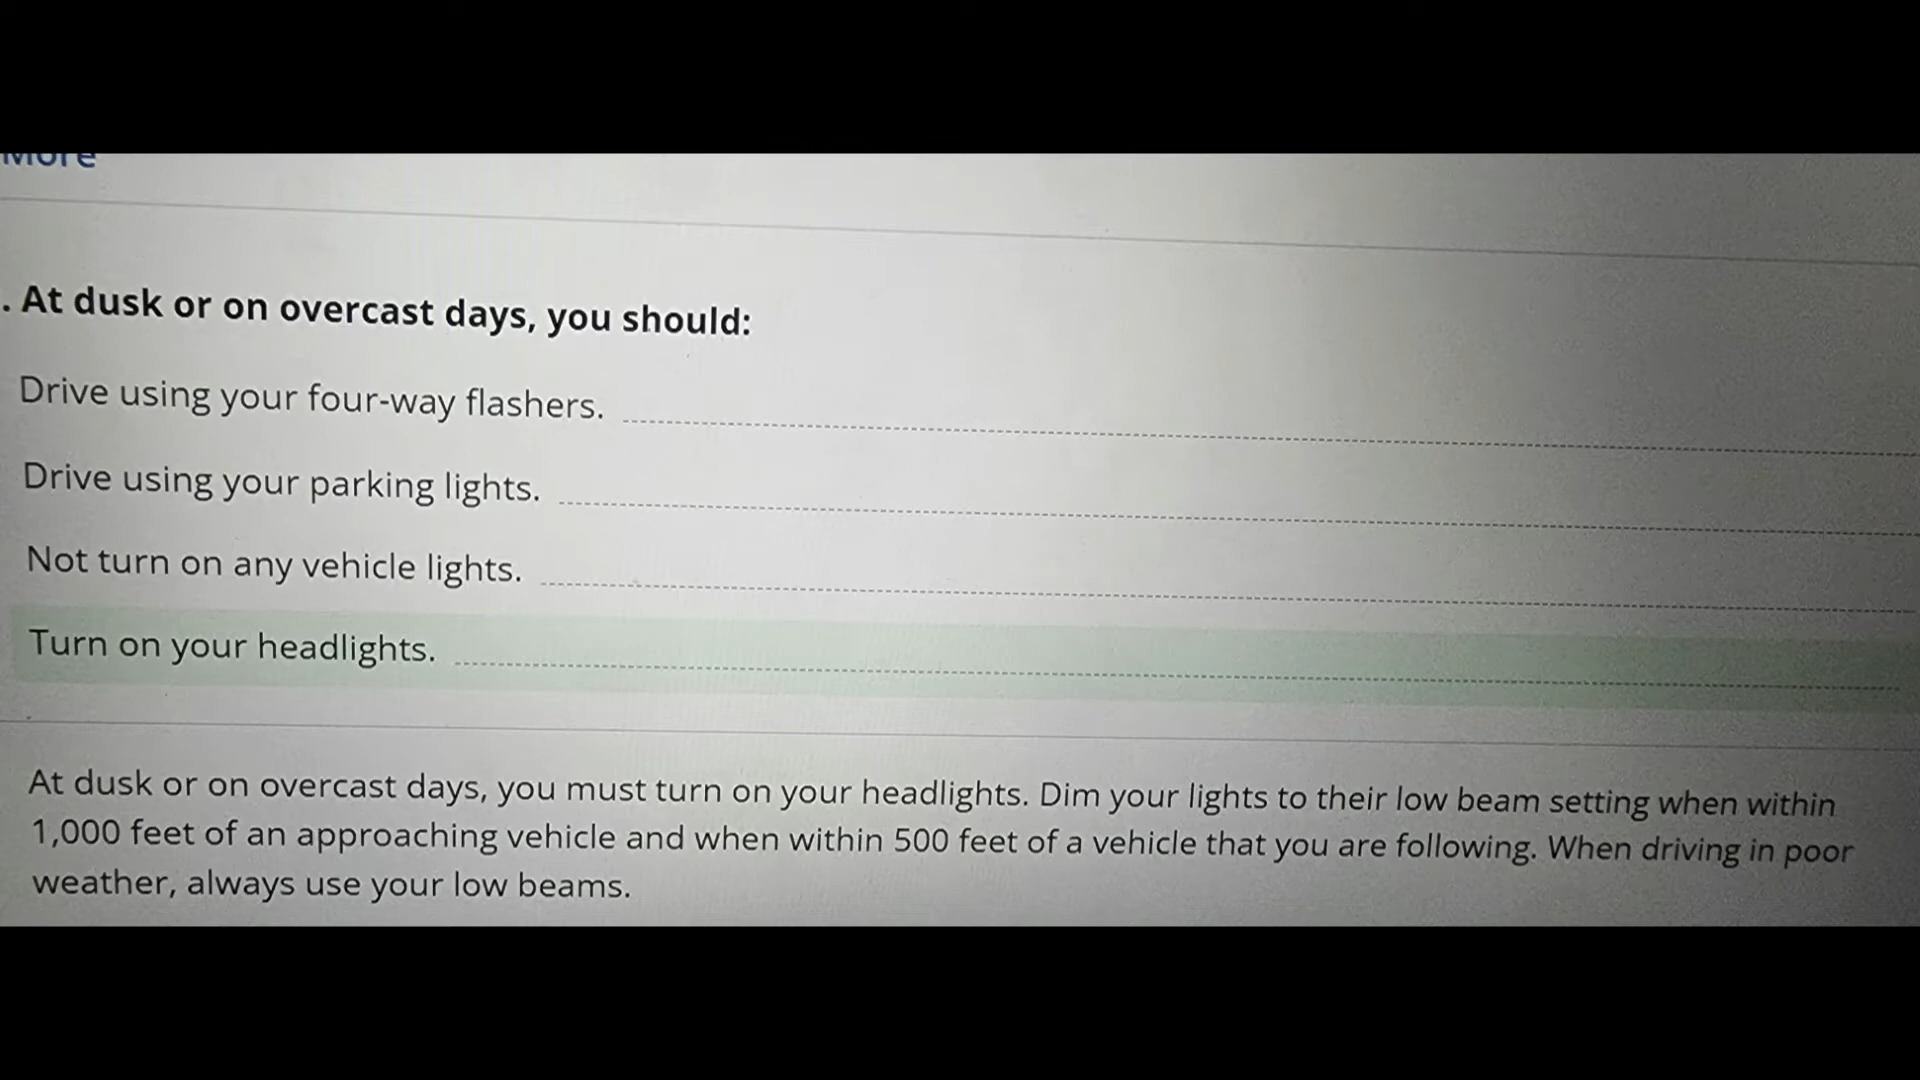 More
. At dusk or on overcast days, you should:
Drive using your four-way flashers.
Drive using your parking lights.
Not turn on any vehicle lights.
Turn on your headlights.
At dusk or on overcast days, you must turn on your headlights. Dim your lights to their low beam setting when within
1,000 feet of an approaching vehicle and when within 500 feet of a vehicle that you are following. When driving in poor
weather, always use your low beams.